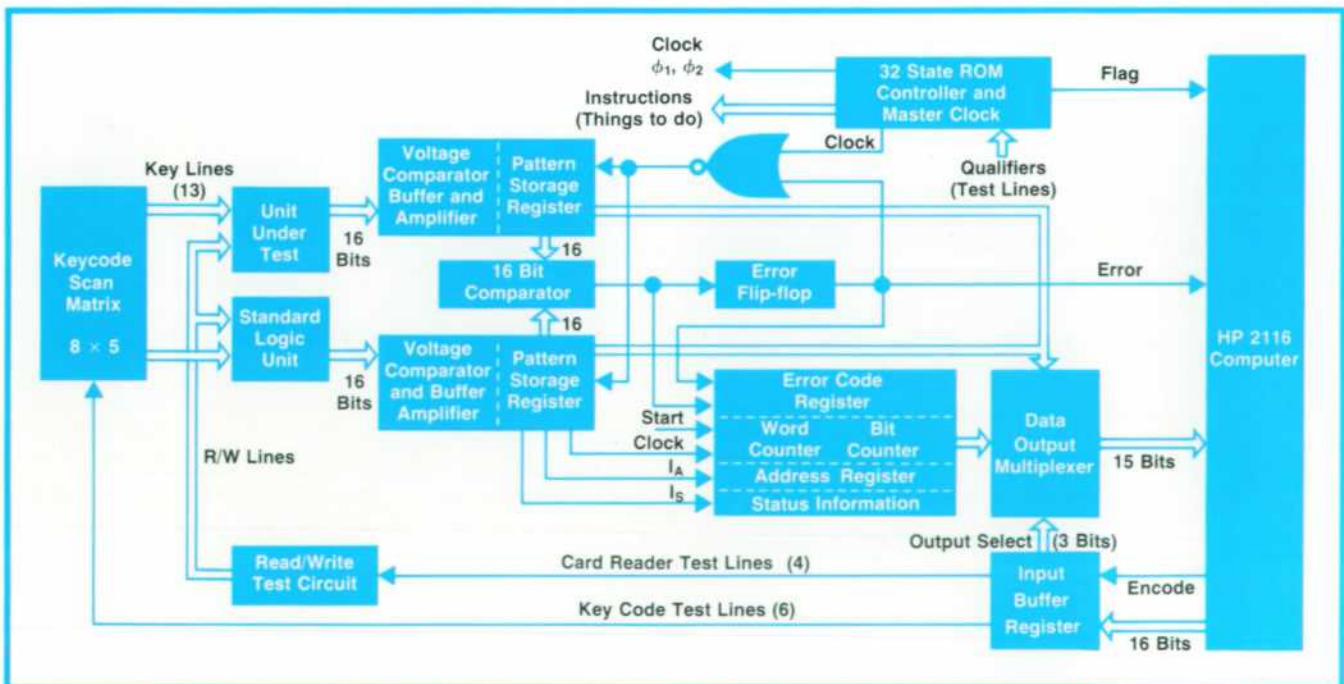 Clock
ϕ₁, ϕ₂
32 State ROM
Controller and
Master Clock
Flag
Instructions
(Things to do)
Clock
Qualifiers
(Test Lines)
Key Lines
(13)
Voltage
Comparator
Buffer and
Amplifier
Pattern
Storage
Register
Keycode
Scan
Matrix
8 × 5
Unit
Under
Test
16
Bits
16
16 Bit
Comparator
Error
Flip-flop
Error
HP 2116
Computer
Standard
Logic
Unit
16
16
Bits
Voltage
Comparator
and Buffer
Amplifier
Pattern
Storage
Register
Error Code
Register
Start
Word
Counter
Bit
Counter
Clock
I_A
Address Register
I_S
Status Information
Data
Output
Multiplexer
15 Bits
R/W Lines
Output Select (3 Bits)
Read/Write
Test Circuit
Card Reader Test Lines (4)
Input
Buffer
Register
Encode
Key Code Test Lines (6)
16 Bits